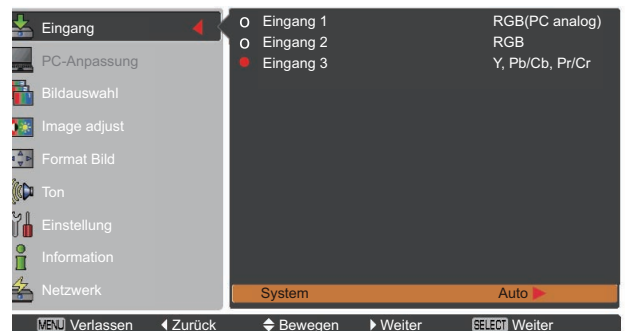 Eingang
PC-Anpassung
Bildauswahl
Image adjust
Format Bild
Ton
Einstellung
Information
Netzwerk
Eingang 1 RGB(PC analog)
Eingang 2 RGB
Eingang 3 Y, Pb/Cb, Pr/Cr
System Auto
MENU Verlassen Zurück Bewegen Weiter SELECT Weiter